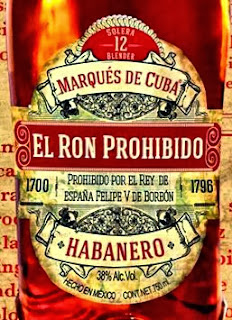 SOLERA
12
BLENDER
MARQUÉS DE CUBA
EL RON PROHIBIDO
1700
PROHIBIDO POR EL REY DE
ESPAÑA FELIPE V DE BORBÓN
1796
HABANERO
38% Alc.Vol.
HECHO EN MÉXICO CONT.NET 750 ml